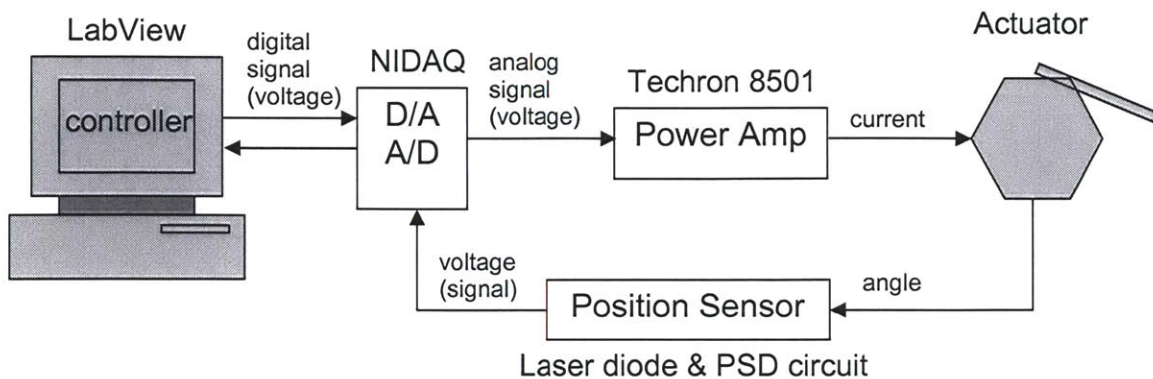 LabView
controller
digital
signal
(voltage)
NIDAQ
D/A
A/D
analog
signal
(voltage)
Techron 8501
Power Amp
current
Actuator
angle
Position Sensor
Laser diode & PSD circuit
voltage
(signal)